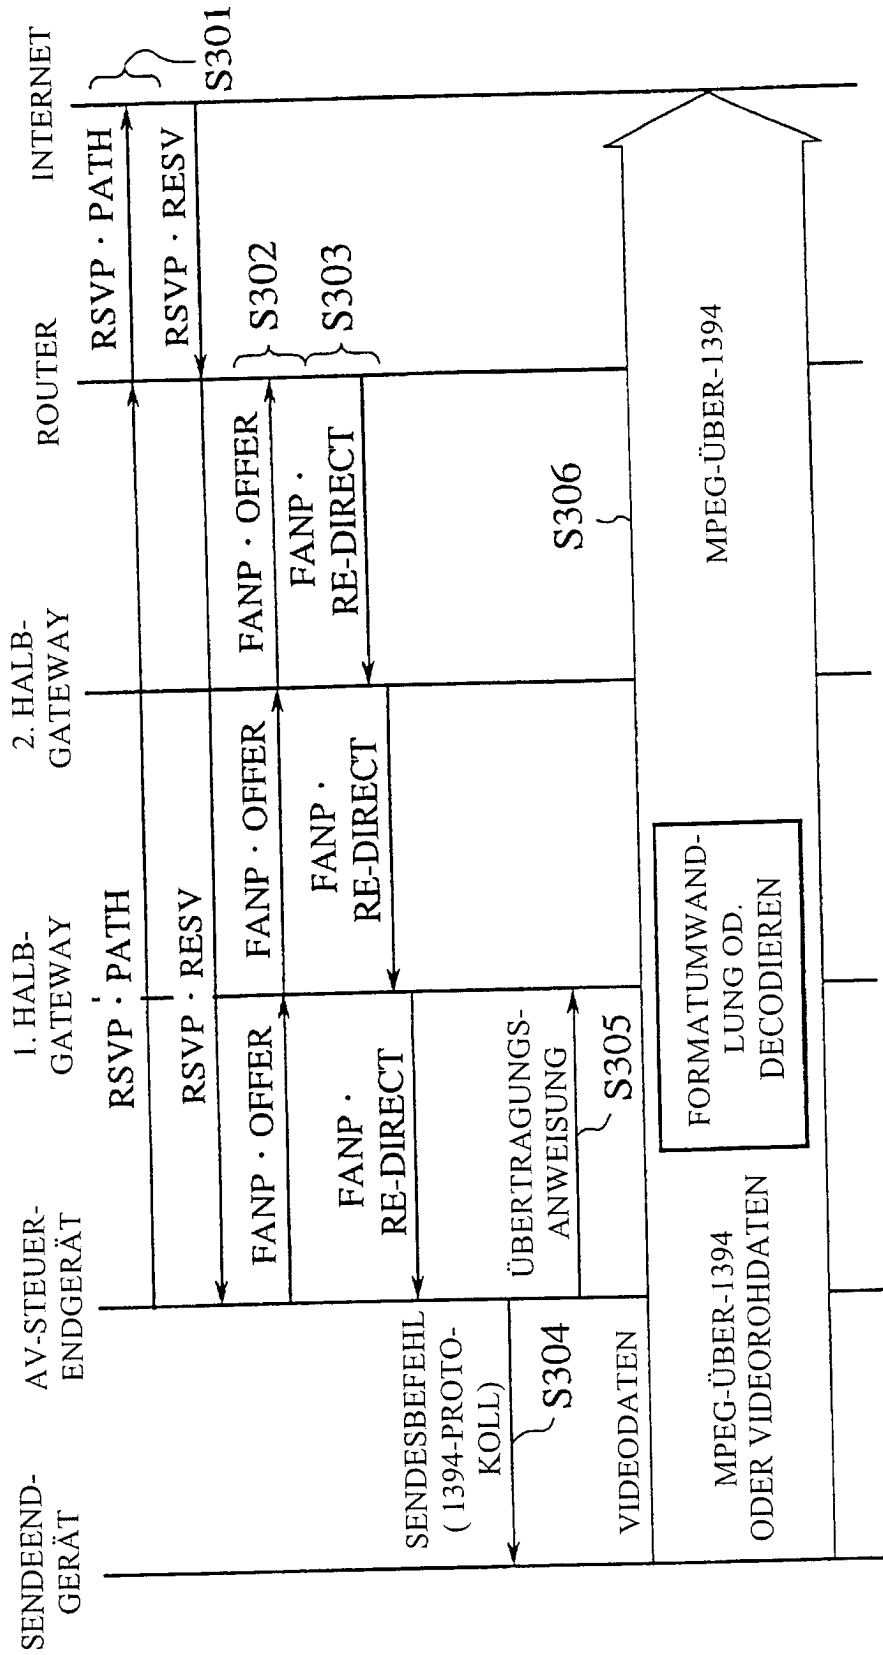 SENDEEND-
GERÄT
AV-STEUER-
ENDGERÄT
1. HALB-
GATEWAY
2. HALB-
GATEWAY
ROUTER
INTERNET
RSVP · PATH
RSVP · PATH
S301
RSVP · RESV
RSVP · RESV
FANP · OFFER
FANP · OFFER
FANP · OFFER
S302
FANP ·
RE-DIRECT
FANP ·
RE-DIRECT
FANP ·
RE-DIRECT
S303
SENDESBEFEHL
( 1394-PROTO-
KOLL)
S304
ÜBERTRAGUNGS-
ANWEISUNG
S305
VIDEODATEN
S306
MPEG-ÜBER-1394
ODER VIDEOROHDATEN
FORMATUMWAND-
LUNG OD.
DECODIEREN
MPEG-ÜBER-1394